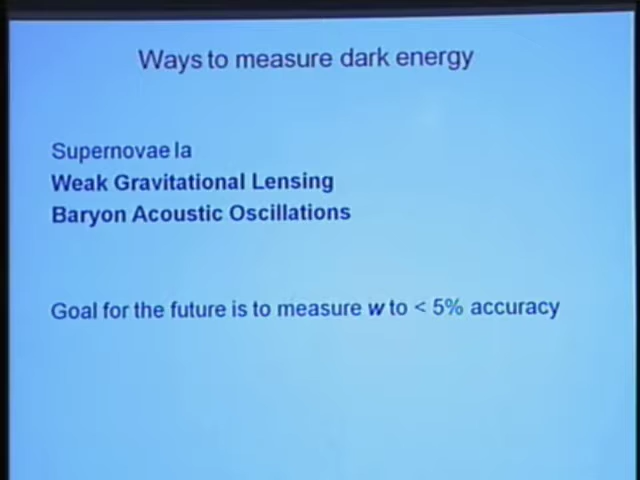 Ways to measure dark energy
Supernovae Ia
Weak Gravitational Lensing
Baryon Acoustic Oscillations
Goal for the future is to measure w to < 5% accuracy